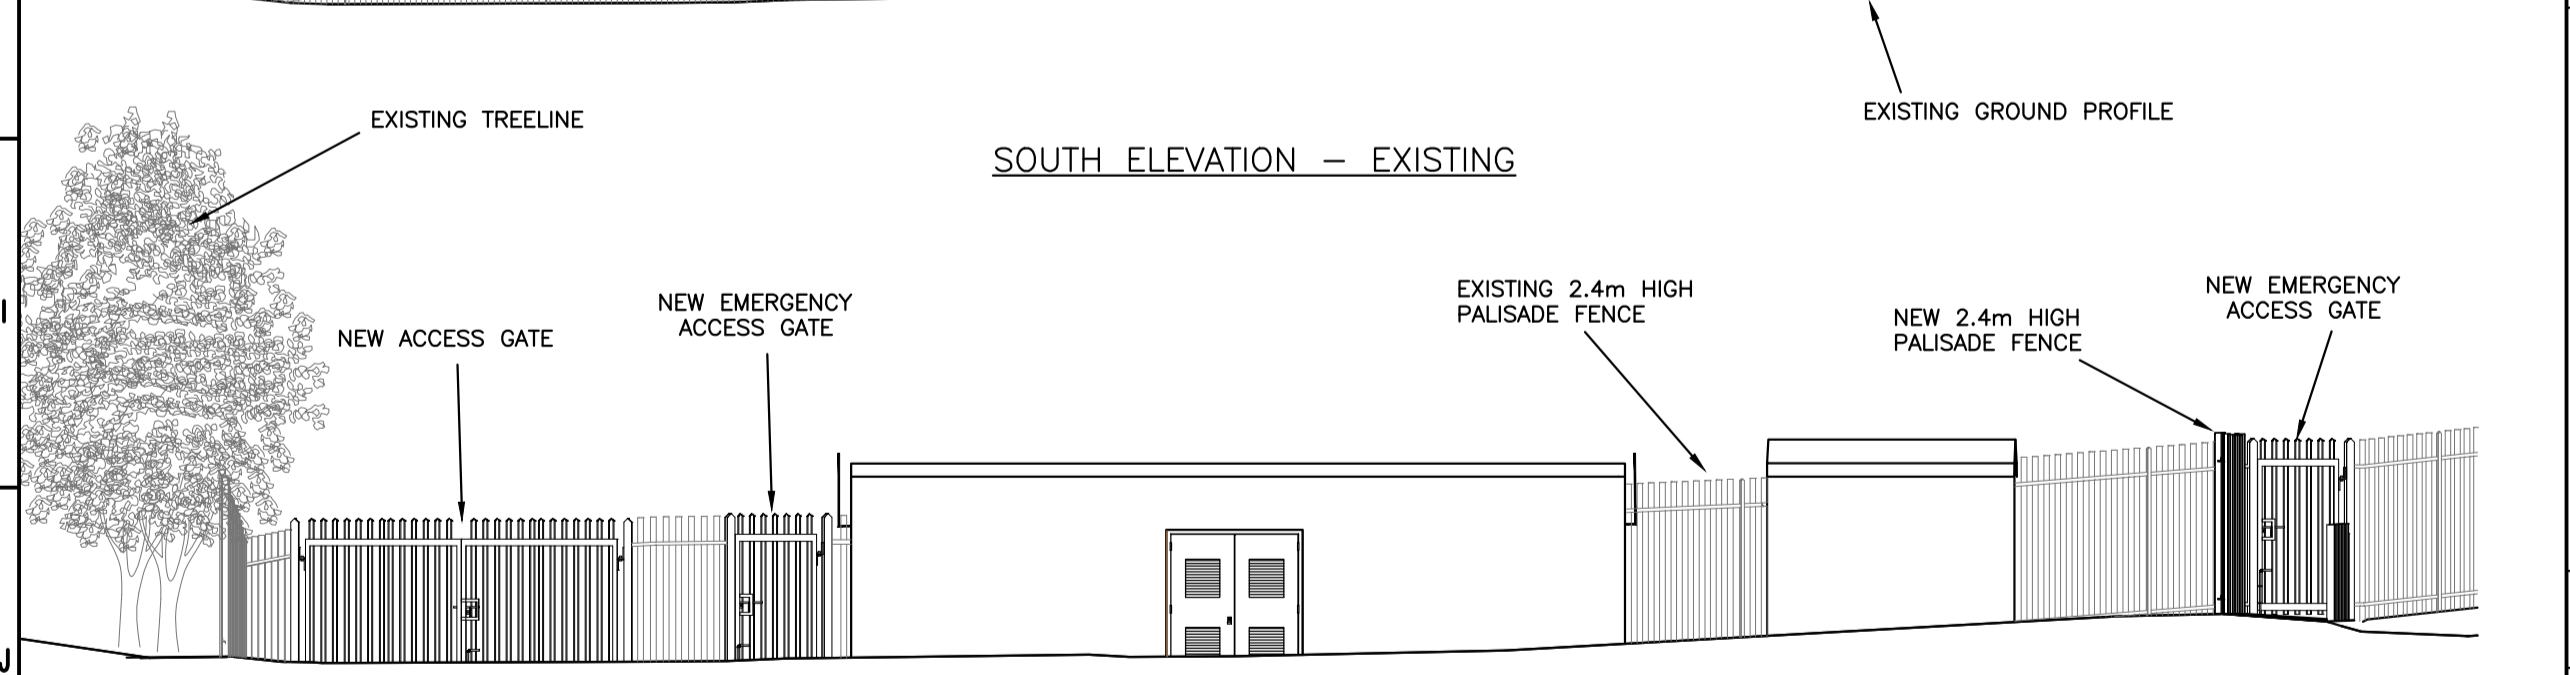 EXISTING GROUND PROFILE
EXISTING TREELINE
SOUTH ELEVATION – EXISTING
NEW ACCESS GATE
NEW EMERGENCY
ACCESS GATE
EXISTING 2.4m HIGH
PALISADE FENCE
NEW 2.4m HIGH
PALISADE FENCE
NEW EMERGENCY
ACCESS GATE
I
J